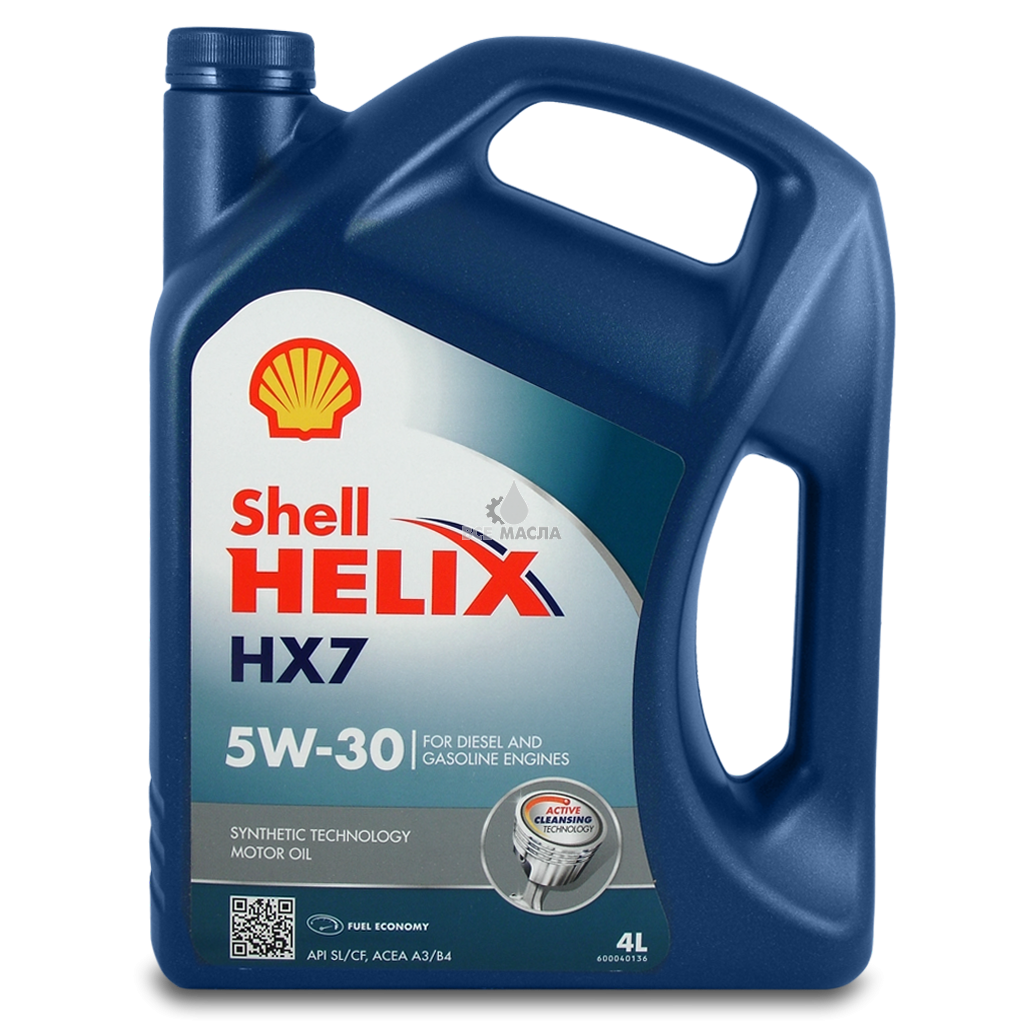 Shell
ВСЕ МАСЛА
HELIX
HX7
5W-30
FOR DIESEL AND
GASOLINE ENGINES
ACTIVE
CLEANSING
TECHNOLOGY
SYNTHETIC TECHNOLOGY
MOTOR OIL
FUEL ECONOMY
API SL/CF, ACEA A3/B4
4L
600040136